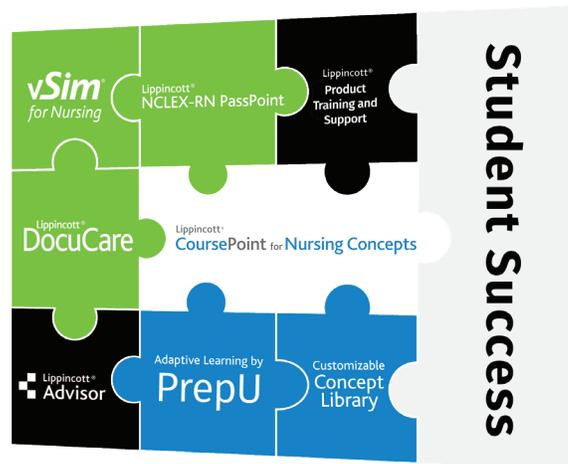 vSim®
for Nursing
Lippincott®
NCLEX-RN PassPoint
Lippincott®
Product
Training and
Support
Lippincott®
DocuCare
Lippincott®
CoursePoint for Nursing Concepts
Lippincott®
Advisor
Adaptive Learning by
PrepU
Customizable
Concept
Library
Student Success